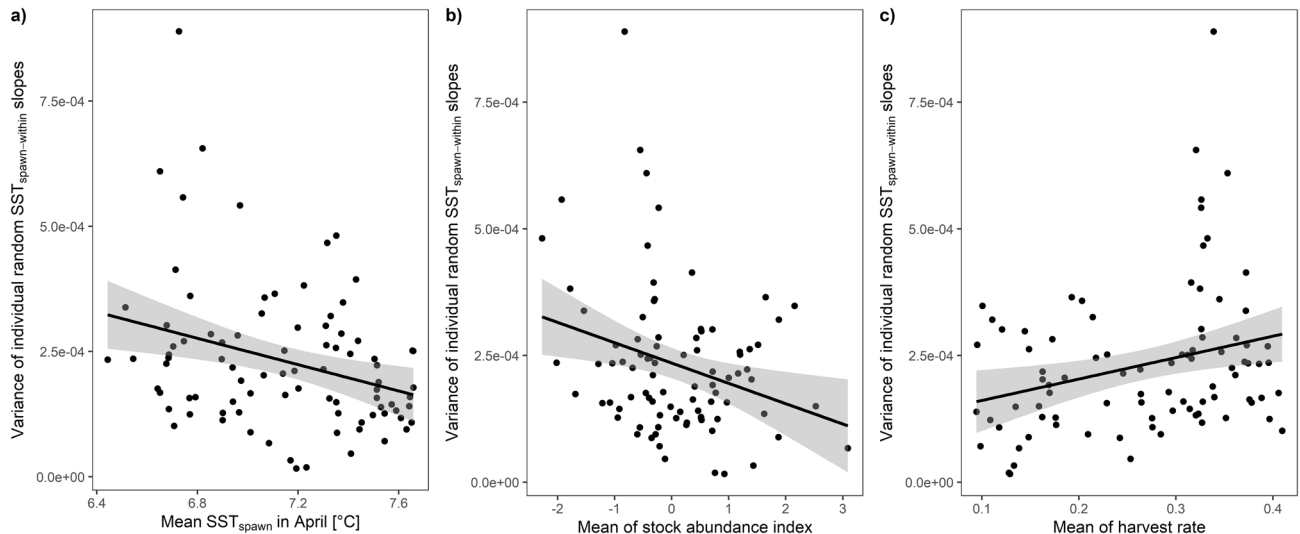 a)
Variance of individual random SSTspawn−within slopes
7.5e-04
5.0e-04
2.5e-04
0.0e+00
6.4 6.8 7.2 7.6
Mean SSTspawn in April [°C]
b)
Variance of individual random SSTspawn−within slopes
7.5e-04
5.0e-04
2.5e-04
0.0e+00
-2 -1 0 1 2 3
Mean of stock abundance index
c)
Variance of individual random SSTspawn−within slopes
7.5e-04
5.0e-04
2.5e-04
0.0e+00
0.1 0.2 0.3 0.4
Mean of harvest rate